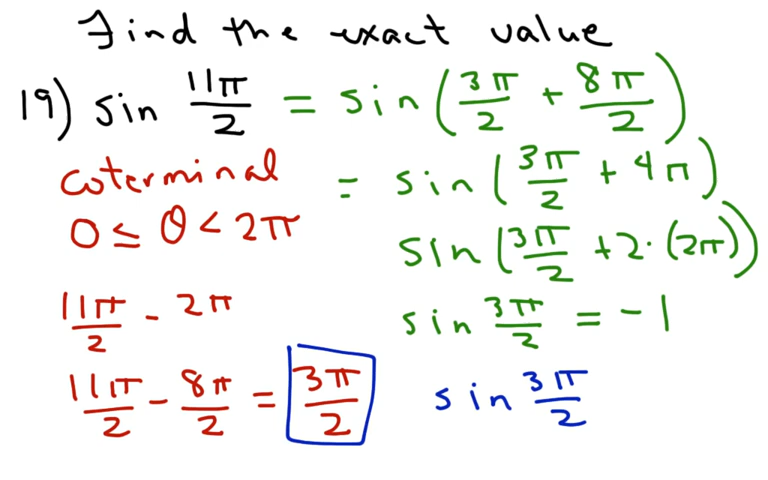 Find the exact value
19) sin 11π/2 = sin(3π/2 + 8π/2)
coterminal
0 ≤ θ < 2π
= sin(3π/2 + 4π)
sin(3π/2 + 2·(2π))
11π/2 - 2π
sin 3π/2 = -1
11π/2 - 8π/2 = 3π/2
sin 3π/2